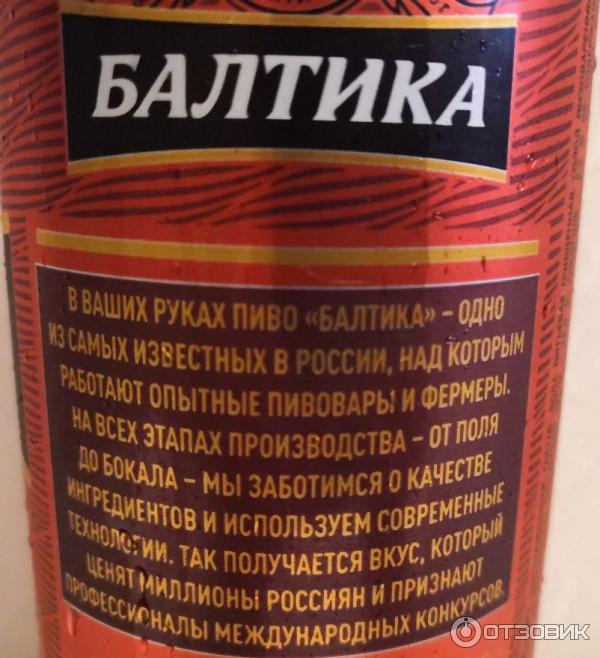 БАЛТИКА
В ВАШИХ РУКАХ ПИВО «БАЛТИКА» – ОДНО
ИЗ САМЫХ ИЗВЕСТНЫХ В РОССИИ, НАД КОТОРЫМ
РАБОТАЮТ ОПЫТНЫЕ ПИВОВАРЫ И ФЕРМЕРЫ.
НА ВСЕХ ЭТАПАХ ПРОИЗВОДСТВА – ОТ ПОЛЯ
ДО БОКАЛА – МЫ ЗАБОТИМСЯ О КАЧЕСТВЕ
ИНГРЕДИЕНТОВ И ИСПОЛЬЗУЕМ СОВРЕМЕННЫЕ
ТЕХНОЛОГИИ. ТАК ПОЛУЧАЕТСЯ ВКУС, КОТОРЫЙ
ЦЕНЯТ МИЛЛИОНЫ РОССИЯН И ПРИЗНАЮТ
ПРОФЕССИОНАЛЫ МЕЖДУНАРОДНЫХ КОНКУРСОВ.
ОТЗОВИК